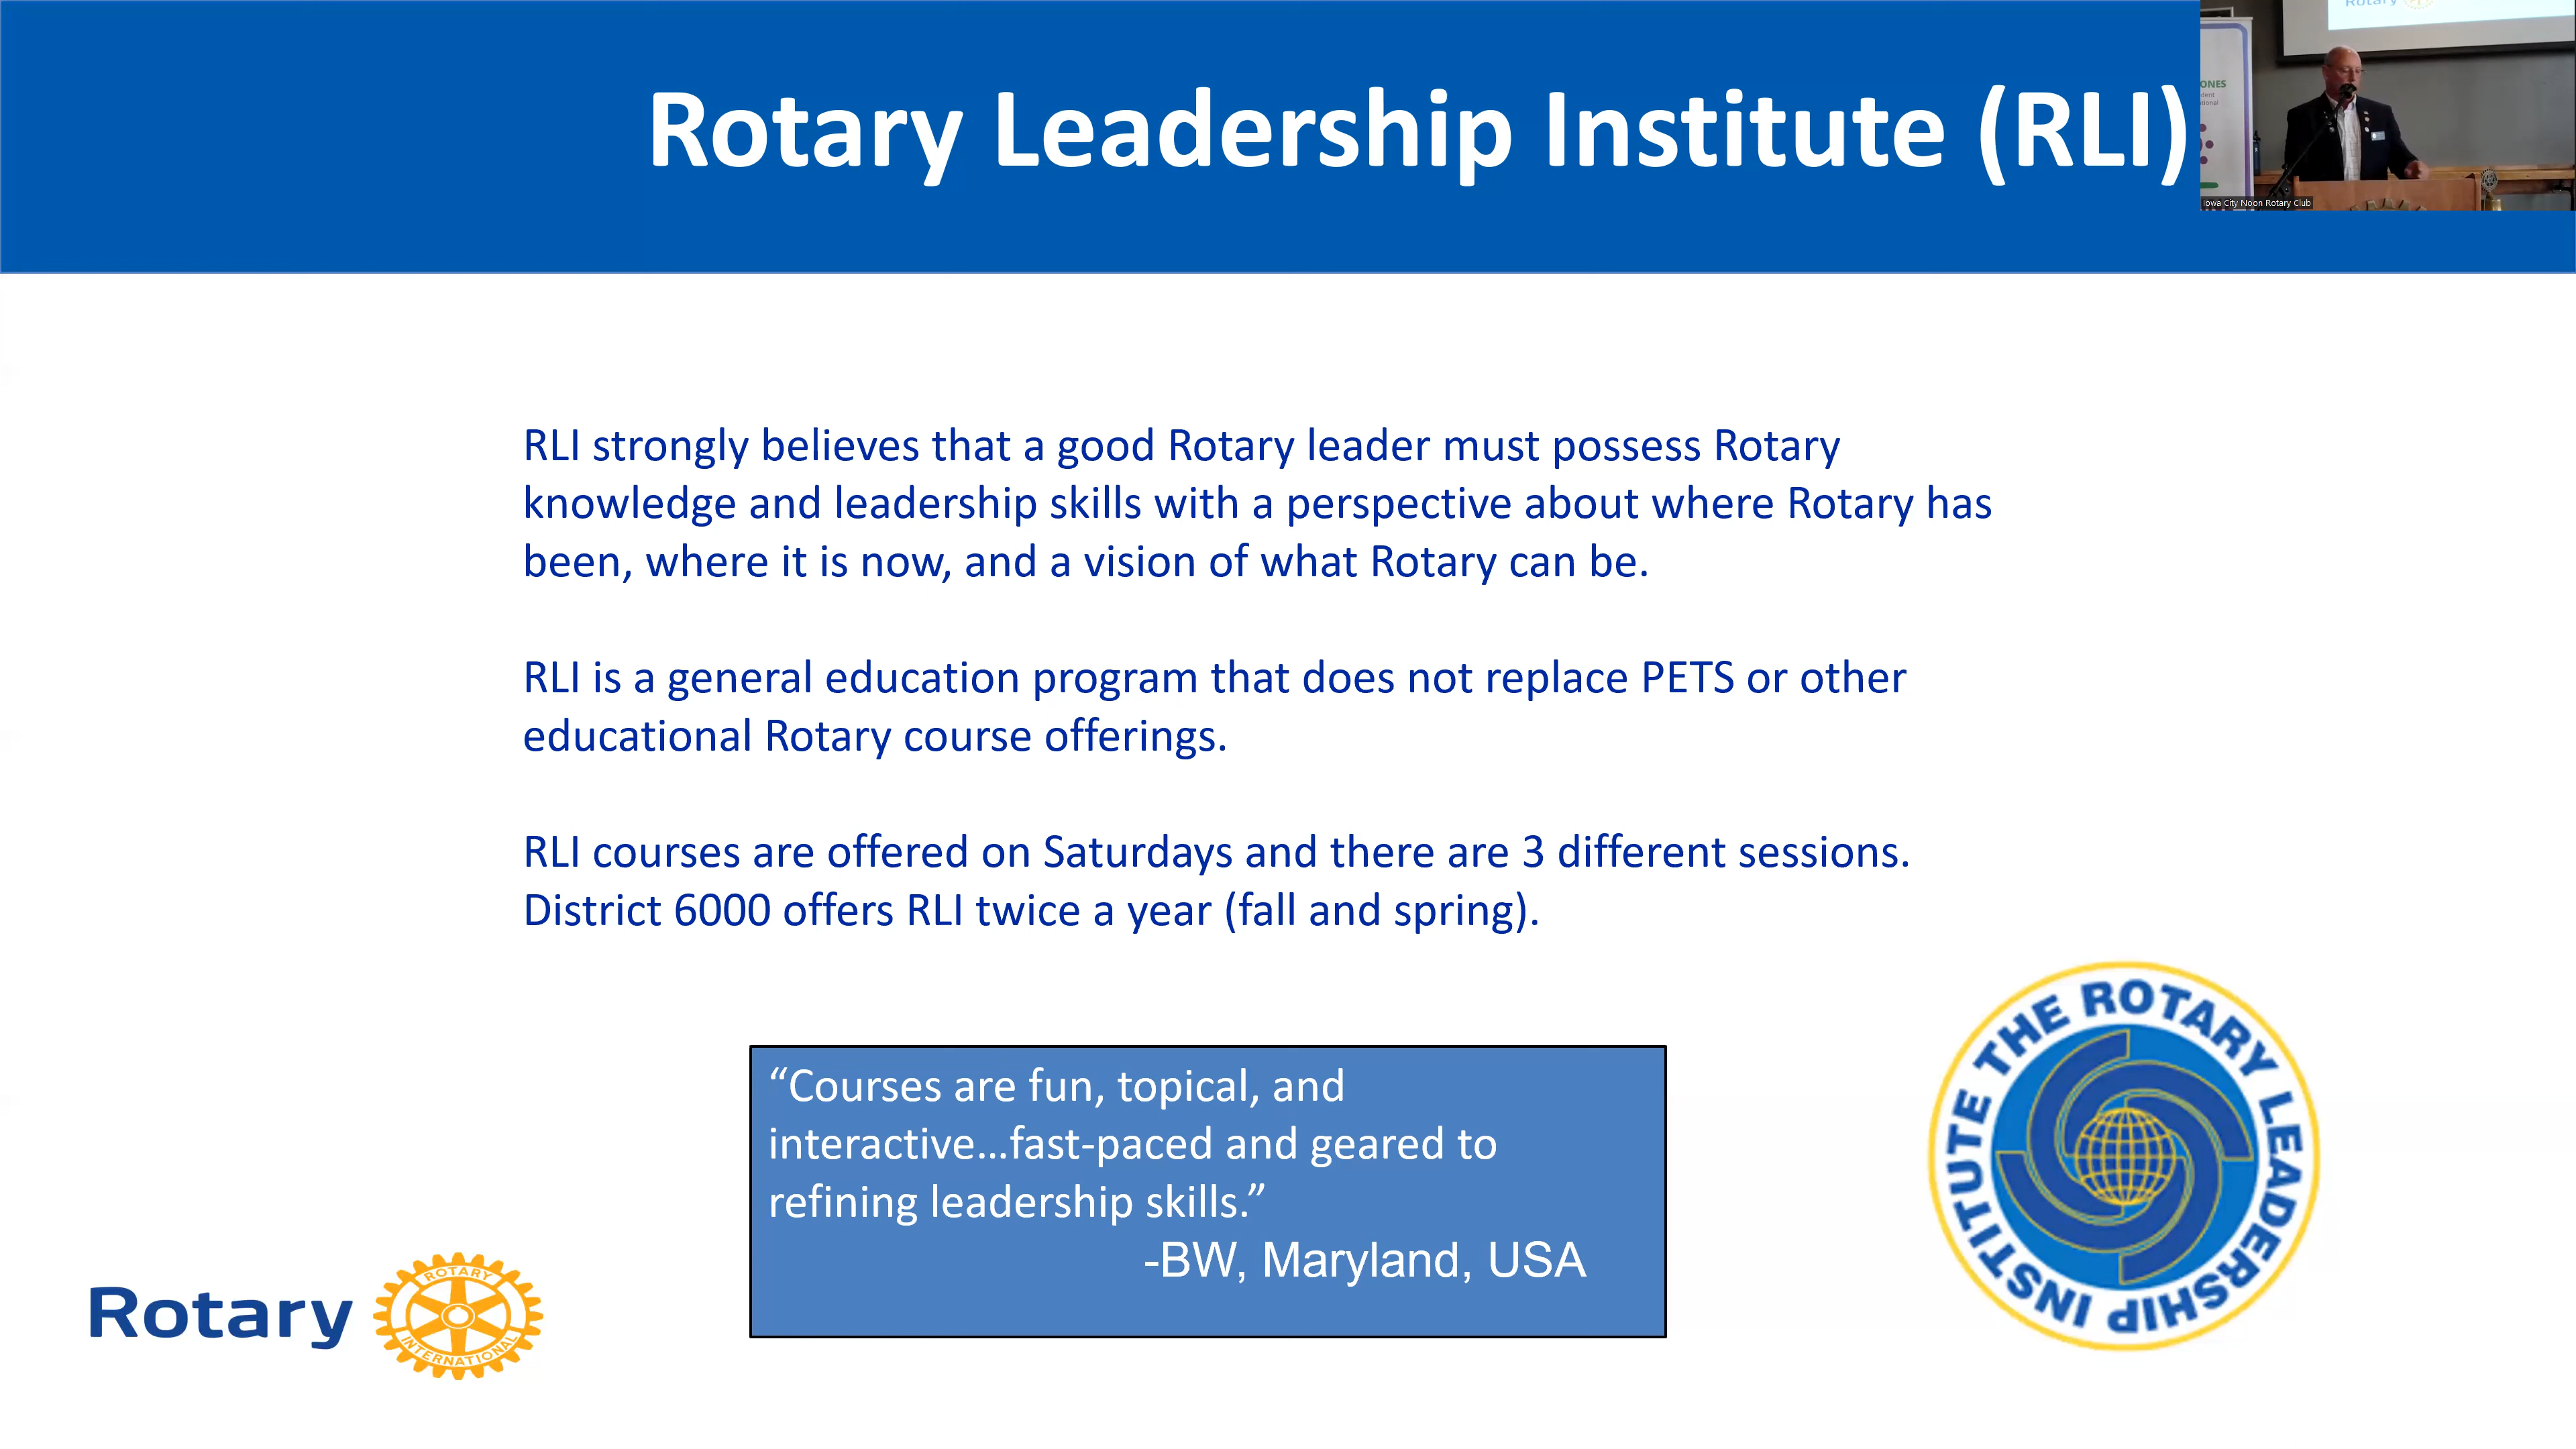 Rotary Leadership Institute (RLI)
Rotary
ONES
dent
Iowa City Noon Rotary Club
RLI strongly believes that a good Rotary leader must possess Rotary
knowledge and leadership skills with a perspective about where Rotary has
been, where it is now, and a vision of what Rotary can be.
RLI is a general education program that does not replace PETS or other
educational Rotary course offerings.
RLI courses are offered on Saturdays and there are 3 different sessions.
District 6000 offers RLI twice a year (fall and spring).
“Courses are fun, topical, and
interactive…fast-paced and geared to
refining leadership skills.”
-BW, Maryland, USA
Rotary
ROTARY
INTERNATIONAL
THE ROTARY LEADERSHIP INSTITUTE